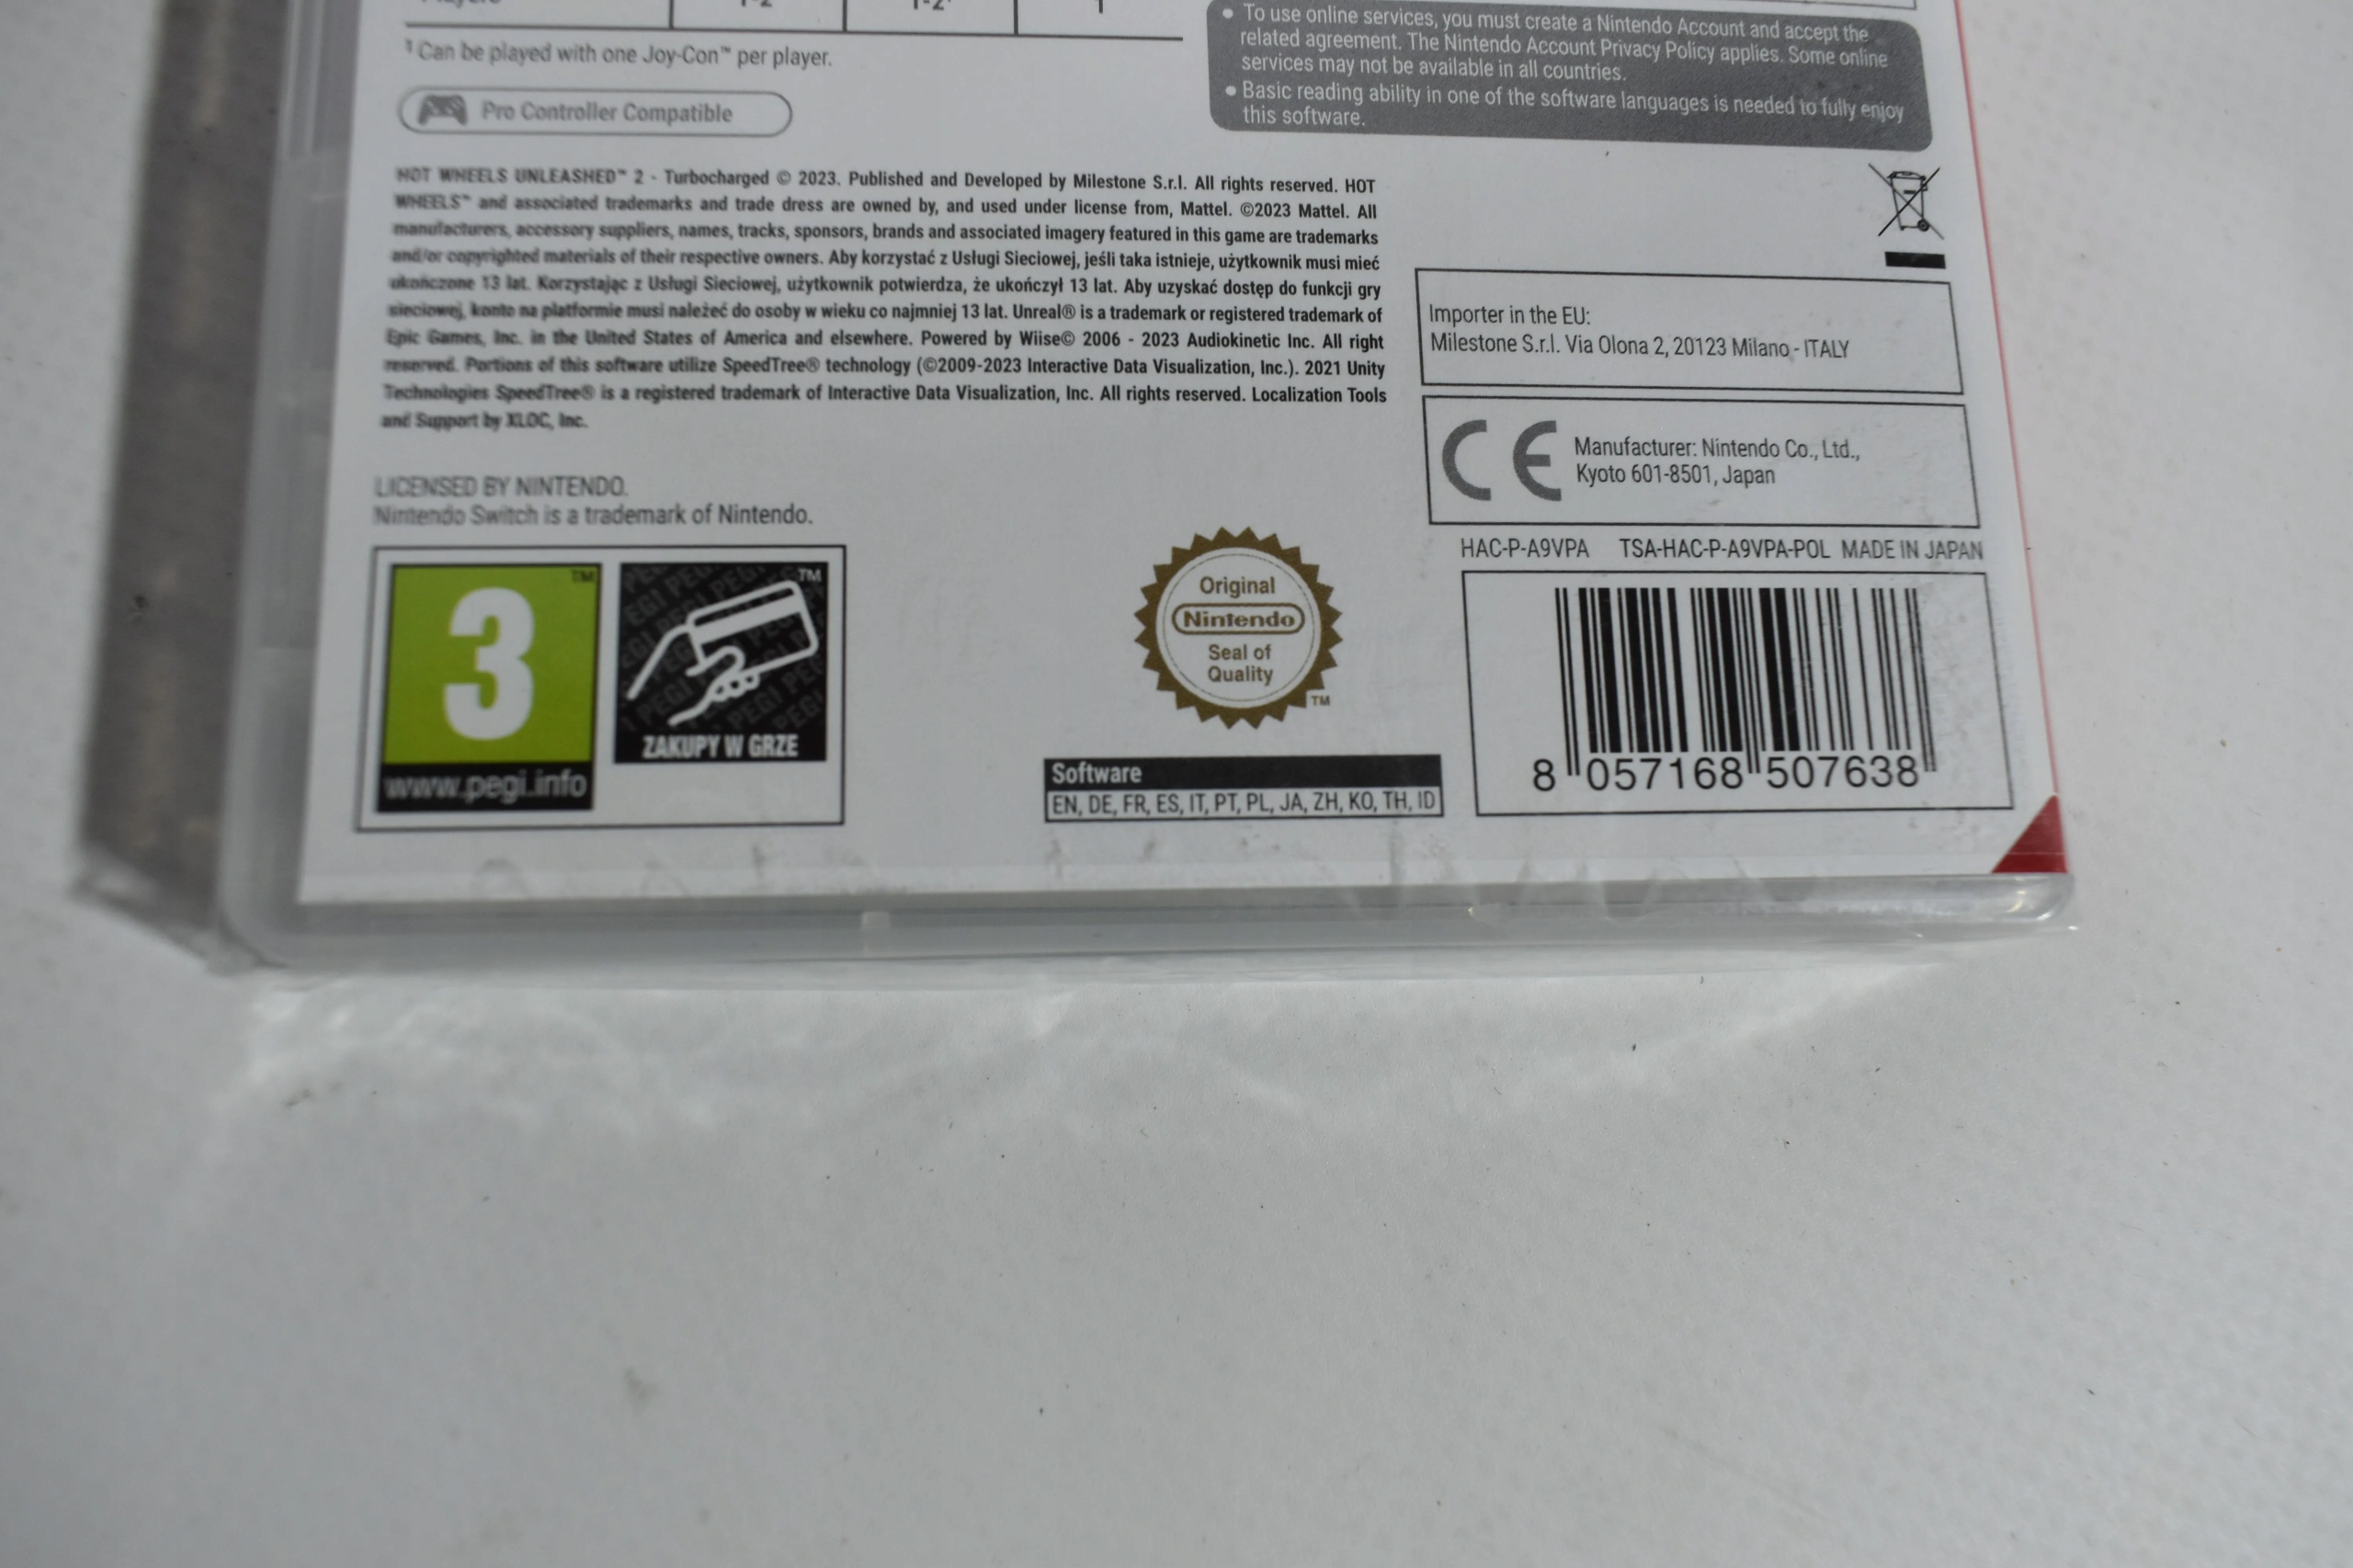 1-2
1-2
1
¹ Can be played with one Joy-Con™ per player.
Pro Controller Compatible
• To use online services, you must create a Nintendo Account and accept the
related agreement. The Nintendo Account Privacy Policy applies. Some online
services may not be available in all countries.
• Basic reading ability in one of the software languages is needed to fully enjoy
this software.
HOT WHEELS UNLEASHED™ 2 - Turbocharged © 2023. Published and Developed by Milestone S.r.l. All rights reserved. HOT
WHEELS™ and associated trademarks and trade dress are owned by, and used under license from, Mattel. ©2023 Mattel. All
manufacturers, accessory suppliers, names, tracks, sponsors, brands and associated imagery featured in this game are trademarks
and/or copyrighted materials of their respective owners. Aby korzystać z Usługi Sieciowej, jeśli taka istnieje, użytkownik musi mieć
ukończone 13 lat. Korzystając z Usługi Sieciowej, użytkownik potwierdza, że ukończył 13 lat. Aby uzyskać dostęp do funkcji gry
sieciowej, konto na platformie musi należeć do osoby w wieku co najmniej 13 lat. Unreal® is a trademark or registered trademark of
Epic Games, Inc. in the United States of America and elsewhere. Powered by Wiise© 2006 - 2023 Audiokinetic Inc. All right
reserved. Portions of this software utilize SpeedTree® technology (©2009-2023 Interactive Data Visualization, Inc.). 2021 Unity
Technologies SpeedTree® is a registered trademark of Interactive Data Visualization, Inc. All rights reserved. Localization Tools
and Support by XLOC, Inc.
Importer in the EU:
Milestone S.r.l. Via Olona 2, 20123 Milano - ITALY
CE
Manufacturer: Nintendo Co., Ltd.,
Kyoto 601-8501, Japan
LICENSED BY NINTENDO.
Nintendo Switch is a trademark of Nintendo.
HAC-P-A9VPA TSA-HAC-P-A9VPA-POL MADE IN JAPAN
3 ™
www.pegi.info
™
ZAKUPY W GRZE
Original
Nintendo
Seal of
Quality
™
Software
EN, DE, FR, ES, IT, PT, PL, JA, ZH, KO, TH, ID
8 057168 507638